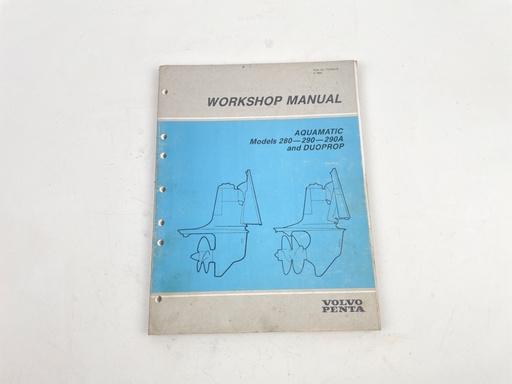 WORKSHOP MANUAL
AQUAMATIC
Models 280—290—290A
and DUOPROP
VOLVO
PENTA